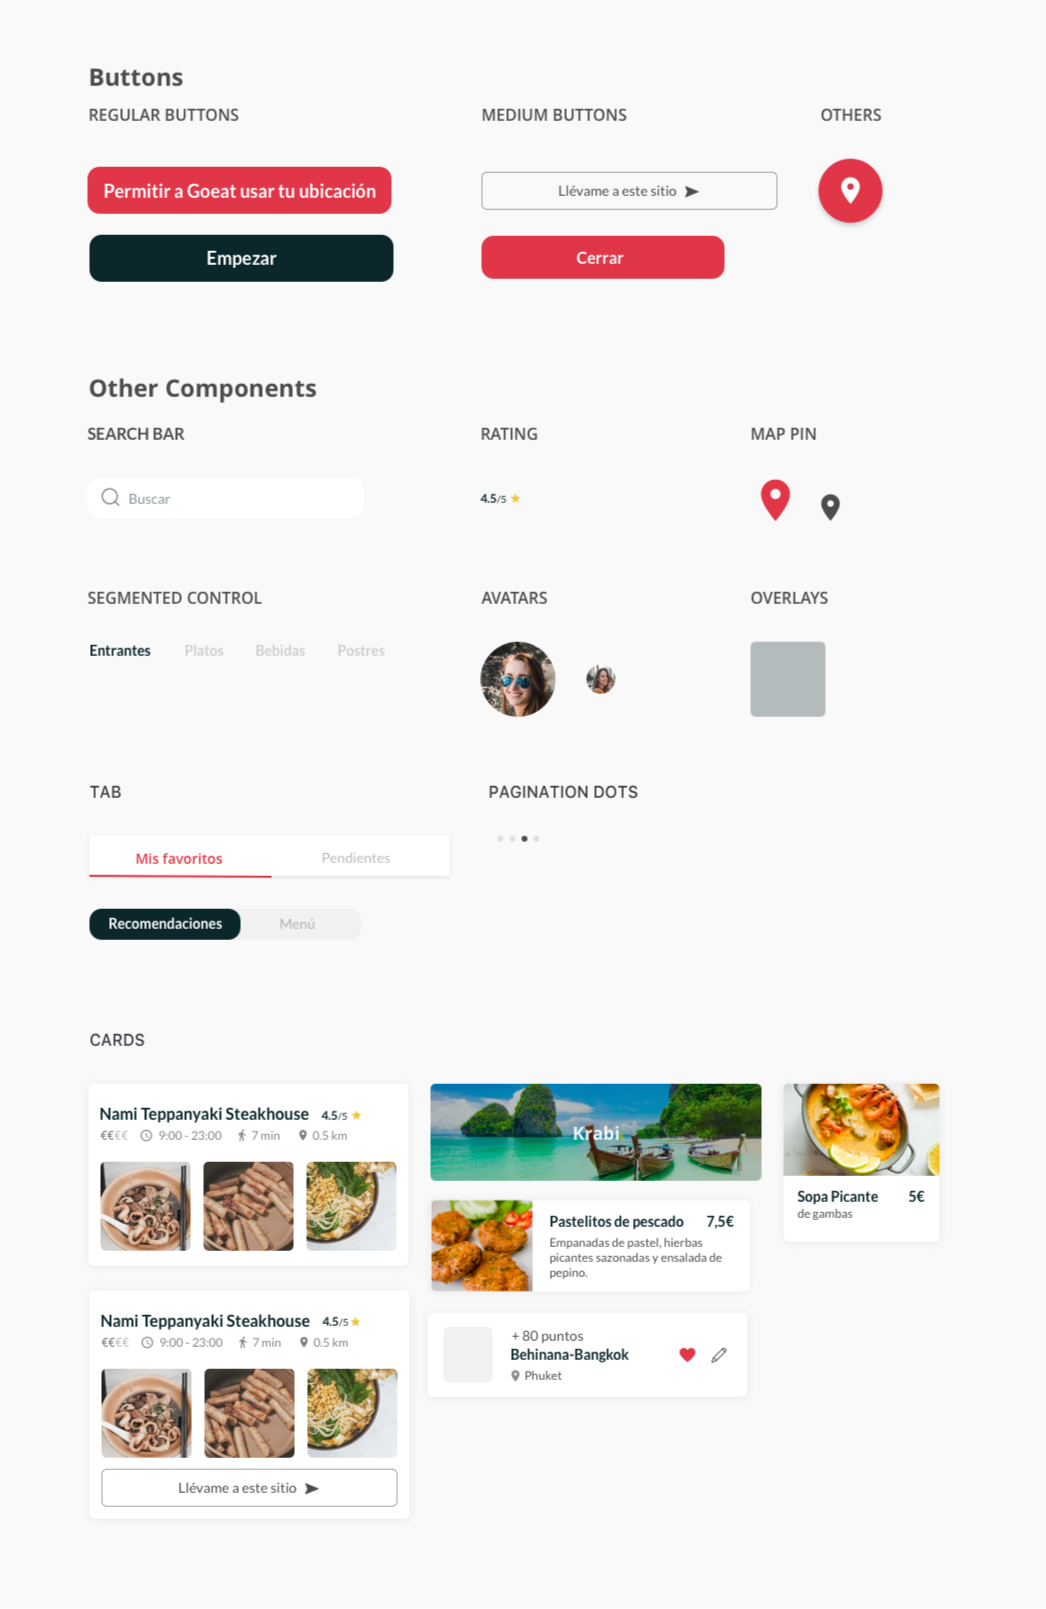 Buttons
REGULAR BUTTONS
MEDIUM BUTTONS
OTHERS
Permitir a Goeat usar tu ubicación
Llévame a este sitio
Empezar
Cerrar
Other Components
SEARCH BAR
RATING
MAP PIN
Buscar
4.5/5
SEGMENTED CONTROL
AVATARS
OVERLAYS
Entrantes Platos Bebidas Postres
TAB
PAGINATION DOTS
Mis favoritos Pendientes
Recomendaciones Menú
CARDS
Nami Teppanyaki Steakhouse 4.5/5
€€€€ 9:00 - 23:00 7 min 0.5 km
Nami Teppanyaki Steakhouse 4.5/5
€€€€ 9:00 - 23:00 7 min 0.5 km
Llévame a este sitio
Krabi
Pastelitos de pescado 7,5€
Empanadas de pastel, hierbas
picantes sazonadas y ensalada de
pepino.
+ 80 puntos
Behinana-Bangkok
Phuket
Sopa Picante 5€
de gambas